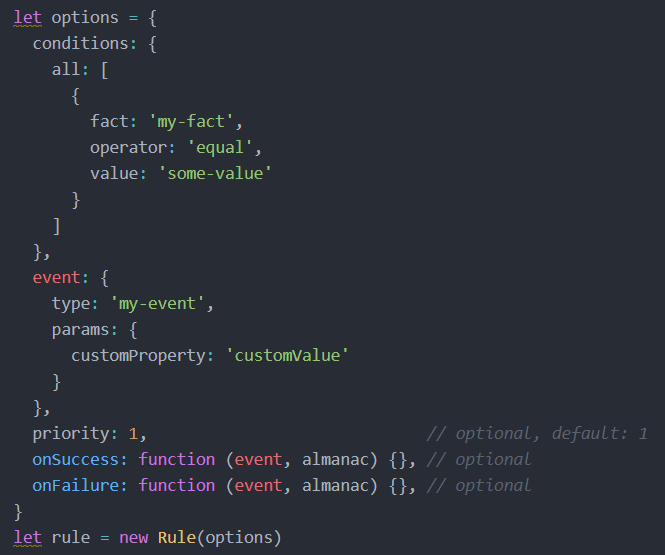 let options = {
  conditions: {
    all: [
      {
        fact: 'my-fact',
        operator: 'equal',
        value: 'some-value'
      }
    ]
  },
  event: {
    type: 'my-event',
    params: {
      customProperty: 'customValue'
    }
  },
  priority: 1,                             // optional, default: 1
  onSuccess: function (event, almanac) {}, // optional
  onFailure: function (event, almanac) {}, // optional
}
let rule = new Rule(options)